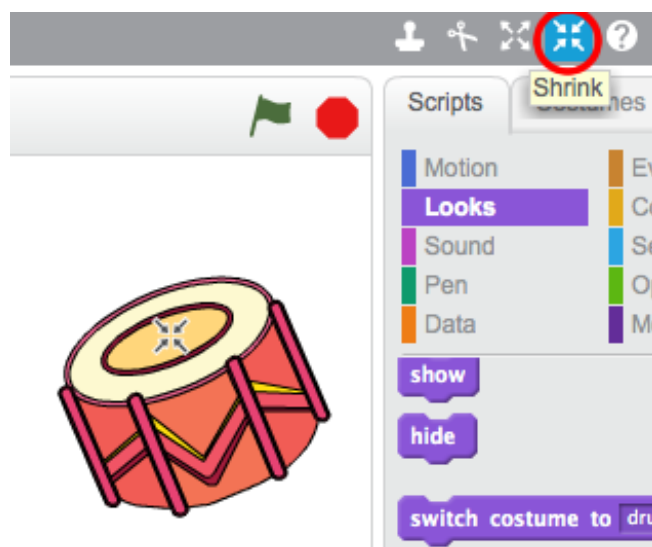 ?
Shrink
Scripts
Motion
Looks
Sound
Pen
Data
show
hide
switch costume to